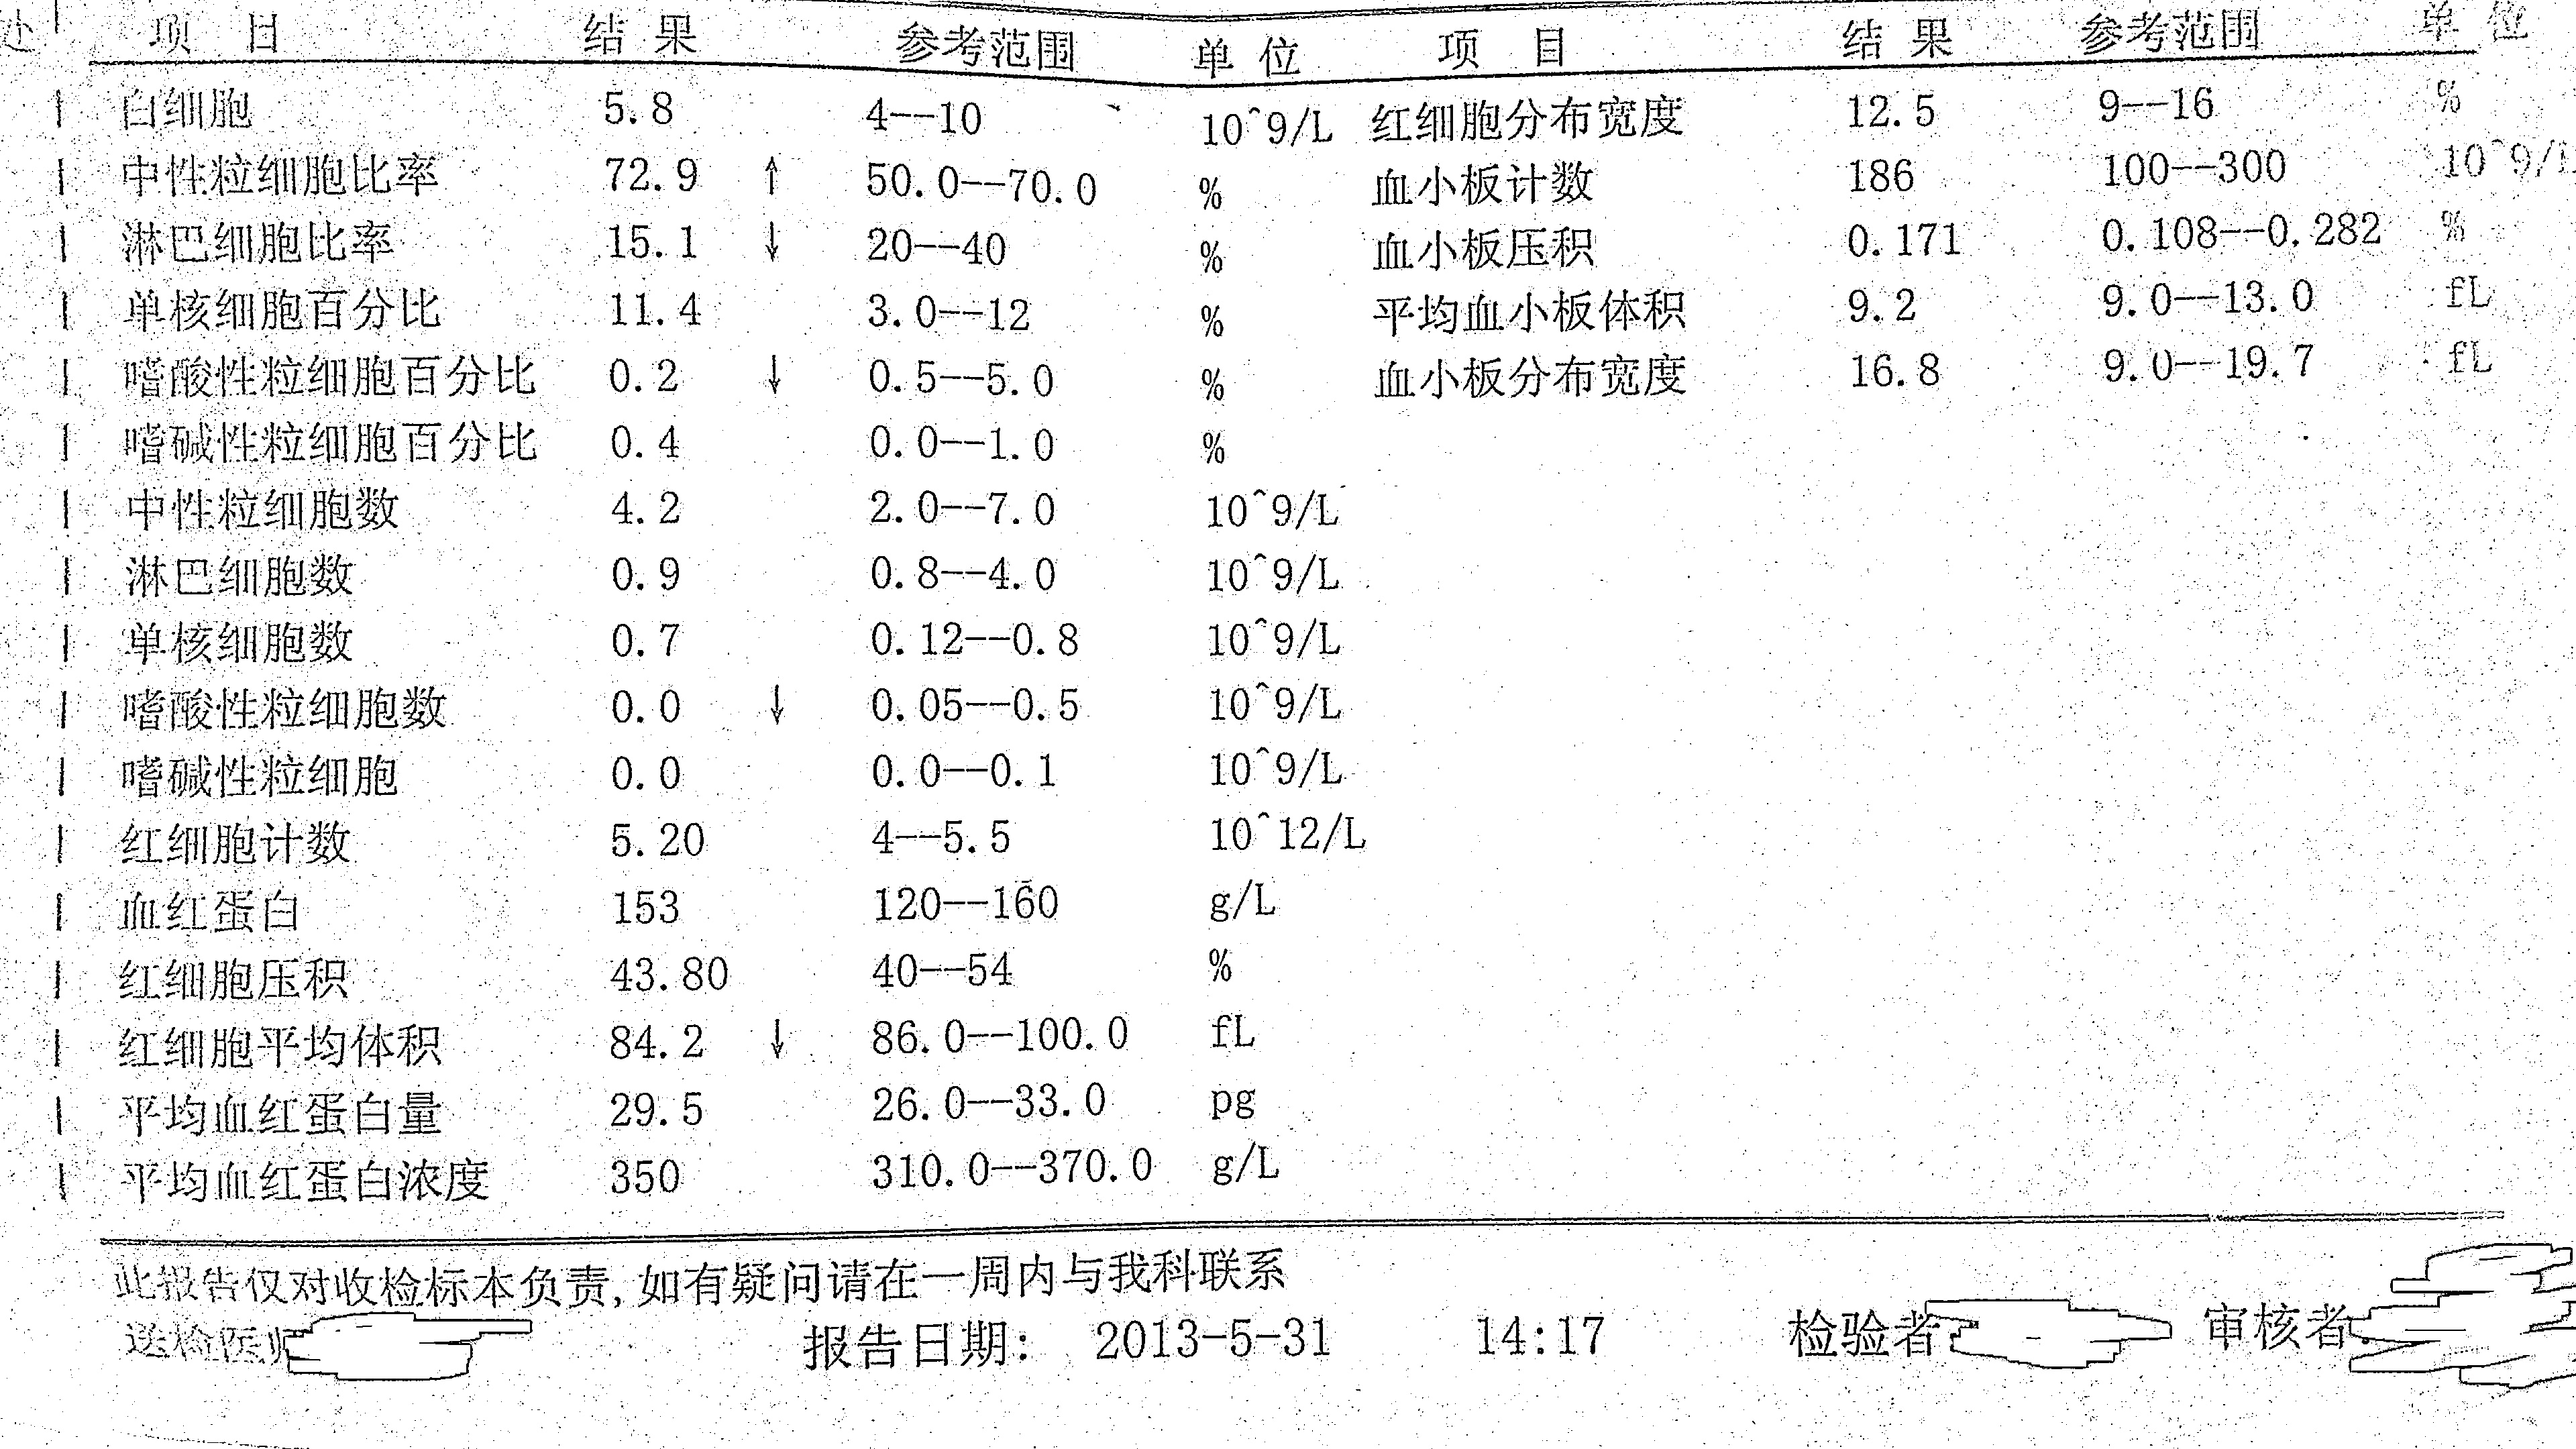 项 目 结 果 参考范围 单 位 项 目 结 果 参考范围 单 位
白细胞 5.8 4--10 10^9/L 红细胞分布宽度 12.5 9--16 %
中性粒细胞比率 72.9 ↑ 50.0--70.0 % 血小板计数 186 100--300 10^9/L
淋巴细胞比率 15.1 ↓ 20--40 % 血小板压积 0.171 0.108--0.282 %
单核细胞百分比 11.4 3.0--12 % 平均血小板体积 9.2 9.0--13.0 fL
嗜酸性粒细胞百分比 0.2 ↓ 0.5--5.0 % 血小板分布宽度 16.8 9.0--19.7 fL
嗜碱性粒细胞百分比 0.4 0.0--1.0 %
中性粒细胞数 4.2 2.0--7.0 10^9/L
淋巴细胞数 0.9 0.8--4.0 10^9/L
单核细胞数 0.7 0.12--0.8 10^9/L
嗜酸性粒细胞数 0.0 ↓ 0.05--0.5 10^9/L
嗜碱性粒细胞 0.0 0.0--0.1 10^9/L
红细胞计数 5.20 4--5.5 10^12/L
血红蛋白 153 120--160 g/L
红细胞压积 43.80 40--54 %
红细胞平均体积 84.2 ↓ 86.0--100.0 fL
平均血红蛋白量 29.5 26.0--33.0 pg
平均血红蛋白浓度 350 310.0--370.0 g/L
此报告仅对收检标本负责,如有疑问请在一周内与我科联系
送检医师 报告日期: 2013-5-31 14:17 检验者: 审核者: